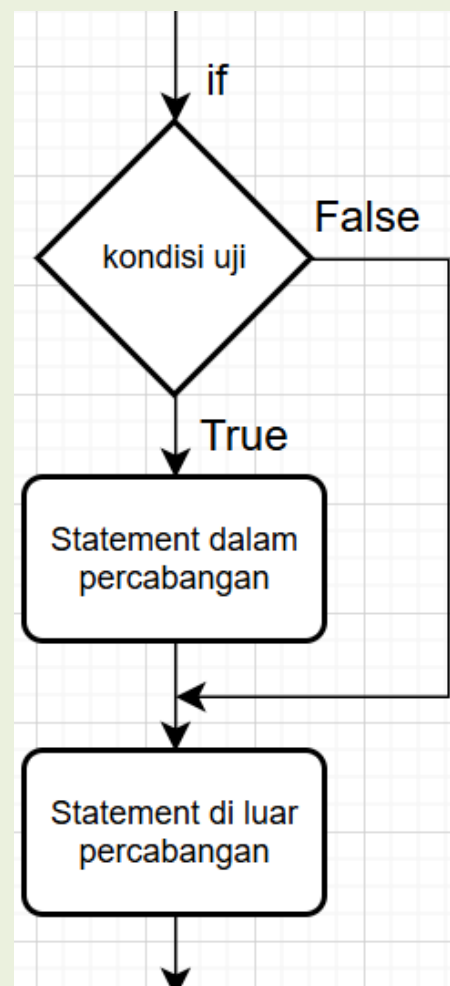 if
False
kondisi uji
True
Statement dalam
percabangan
Statement di luar
percabangan